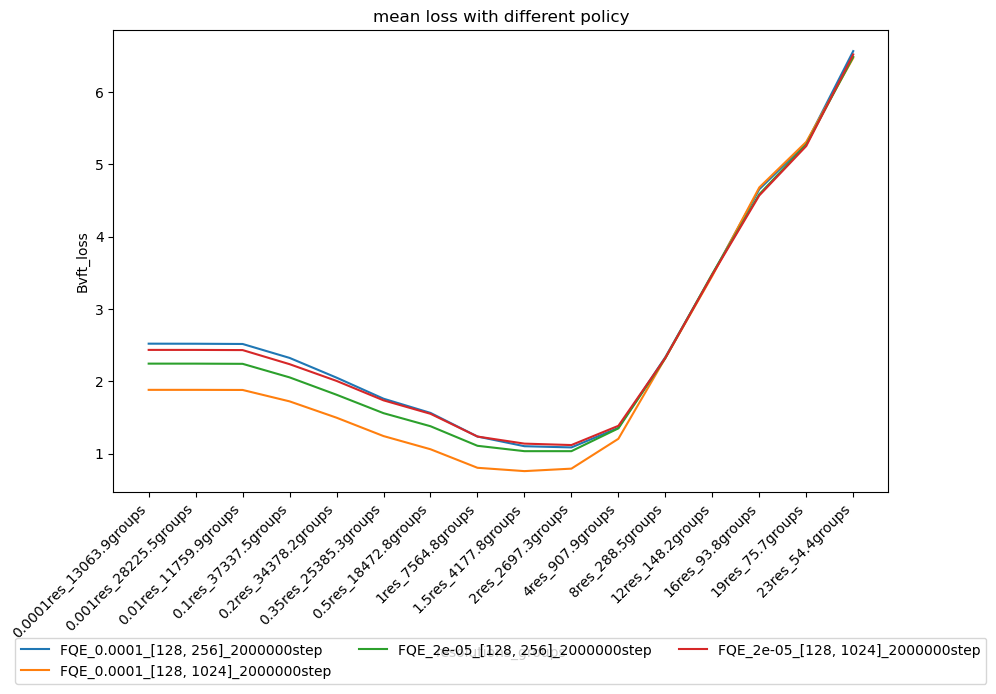 mean loss with different policy
Bvft_loss
6
5
4
3
2
1
0.0001res_13063.9groups
0.001res_28225.5groups
0.01res_11759.9groups
0.1res_37337.5groups
0.2res_34378.2groups
0.35res_25385.3groups
0.5res_18472.8groups
1res_7564.8groups
1.5res_4177.8groups
2res_2697.3groups
4res_907.9groups
8res_288.5groups
12res_148.2groups
16res_93.8groups
19res_75.7groups
23res_54.4groups
FQE_0.0001_[128, 256]_2000000step
FQE_0.0001_[128, 1024]_2000000step
FQE_2e-05_[128, 256]_2000000step
FQE_2e-05_[128, 1024]_2000000step